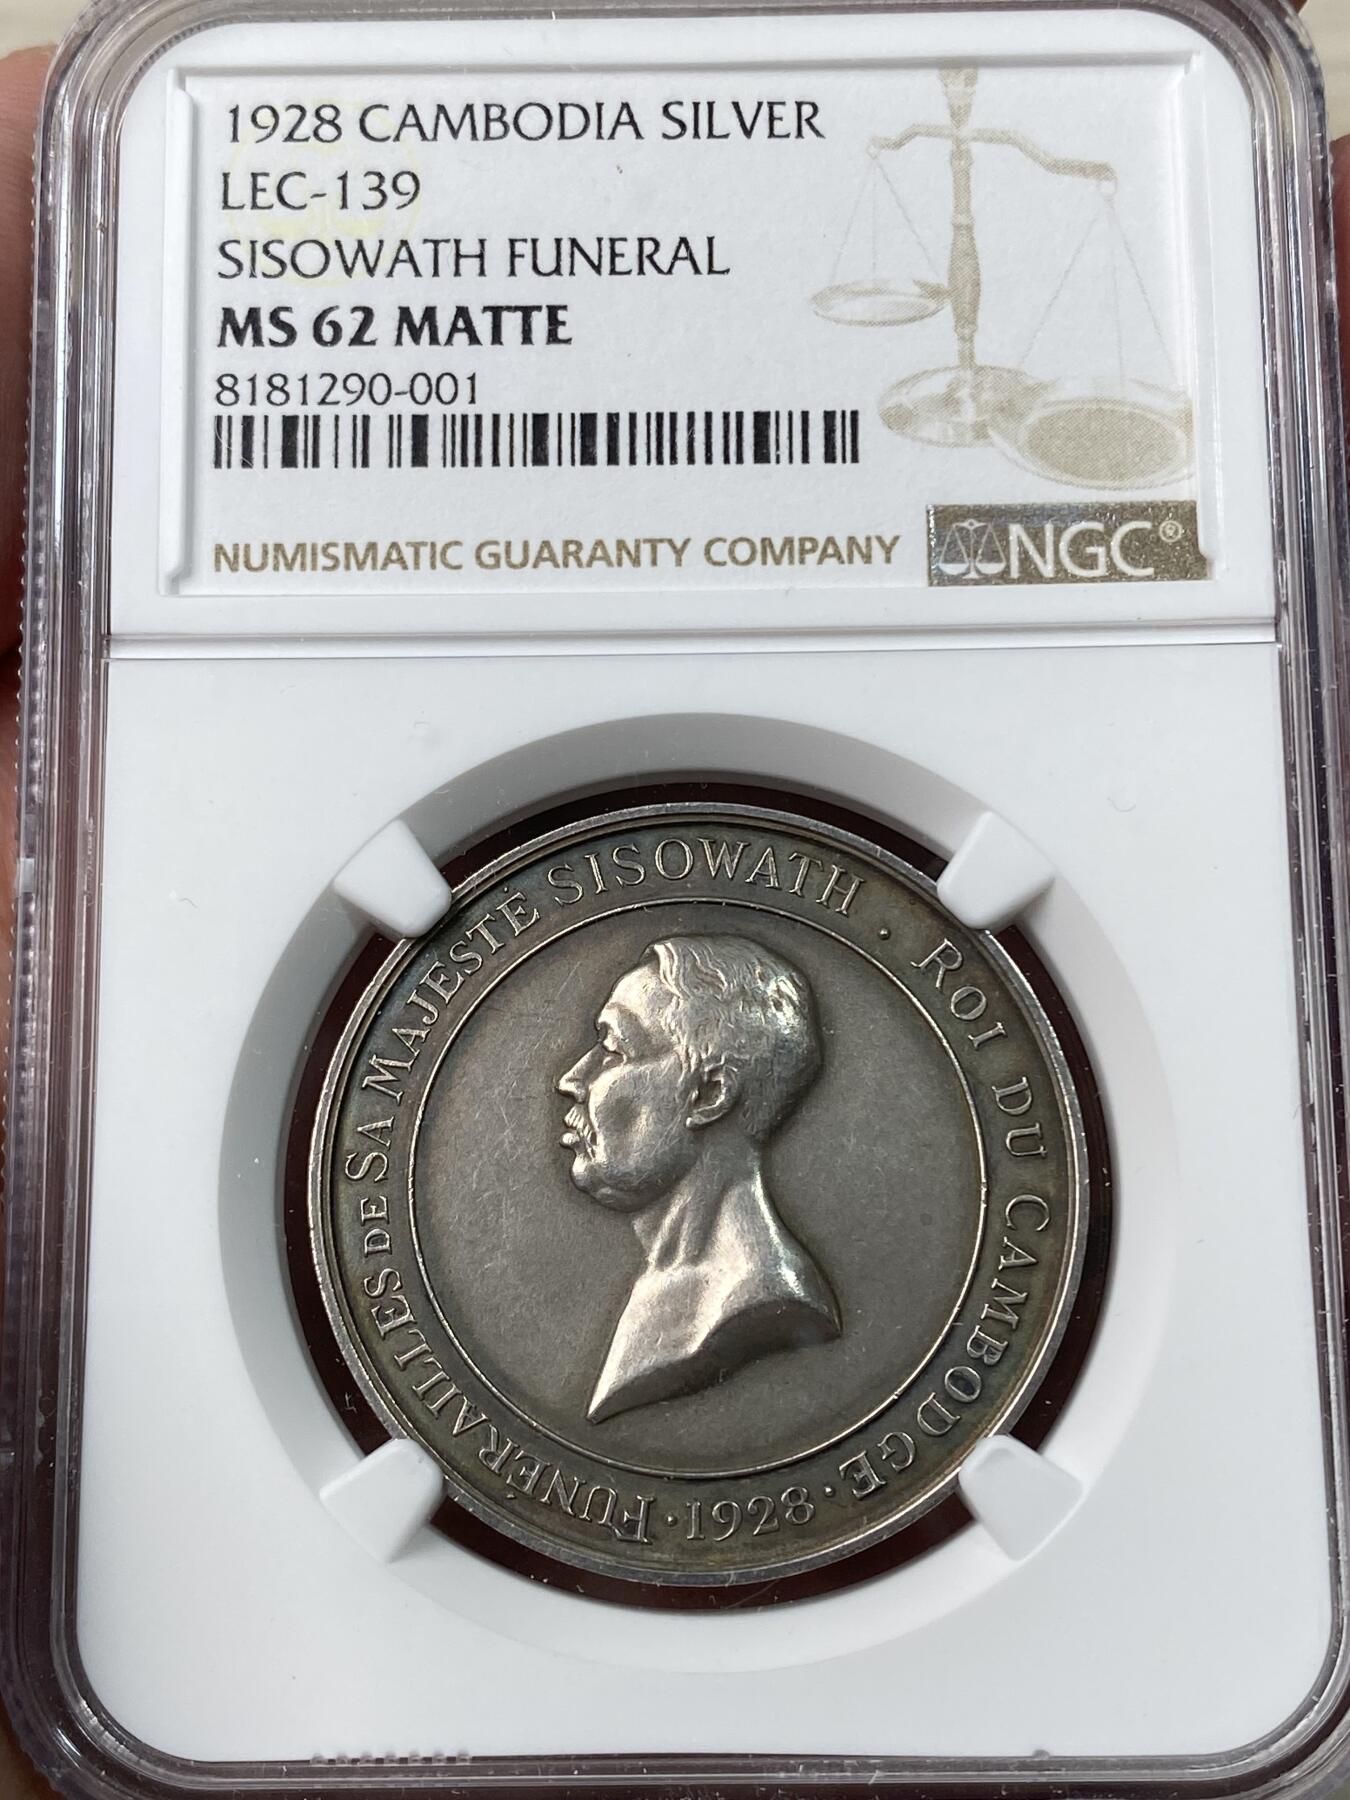 1928 CAMBODIA SILVER
LEC-139
SISOWATH FUNERAL
MS 62 MATTE
8181290-001
NUMISMATIC GUARANTY COMPANY
NGC®
FUNÉRAILLES DE SA MAJESTÉ SISOWATH · ROI DU CAMBODGE · 1928 ·